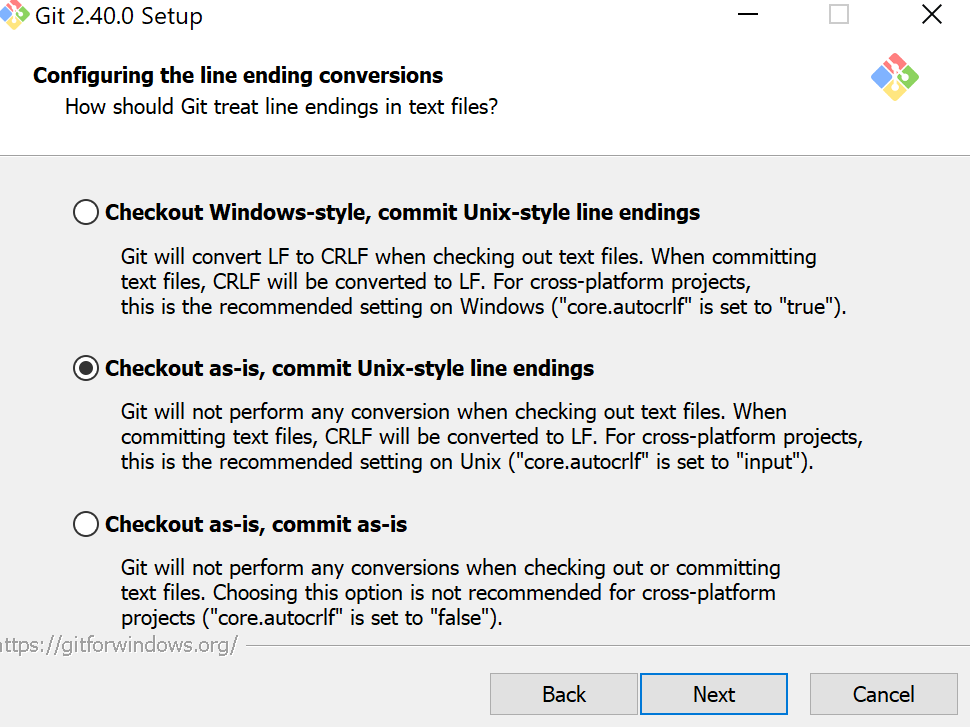 Git 2.40.0 Setup
Configuring the line ending conversions
How should Git treat line endings in text files?
Checkout Windows-style, commit Unix-style line endings
Git will convert LF to CRLF when checking out text files. When committing
text files, CRLF will be converted to LF. For cross-platform projects,
this is the recommended setting on Windows ("core.autocrlf" is set to "true").
Checkout as-is, commit Unix-style line endings
Git will not perform any conversion when checking out text files. When
committing text files, CRLF will be converted to LF. For cross-platform projects,
this is the recommended setting on Unix ("core.autocrlf" is set to "input").
Checkout as-is, commit as-is
Git will not perform any conversions when checking out or committing
text files. Choosing this option is not recommended for cross-platform
projects ("core.autocrlf" is set to "false").
https://gitforwindows.org/
Back Next Cancel